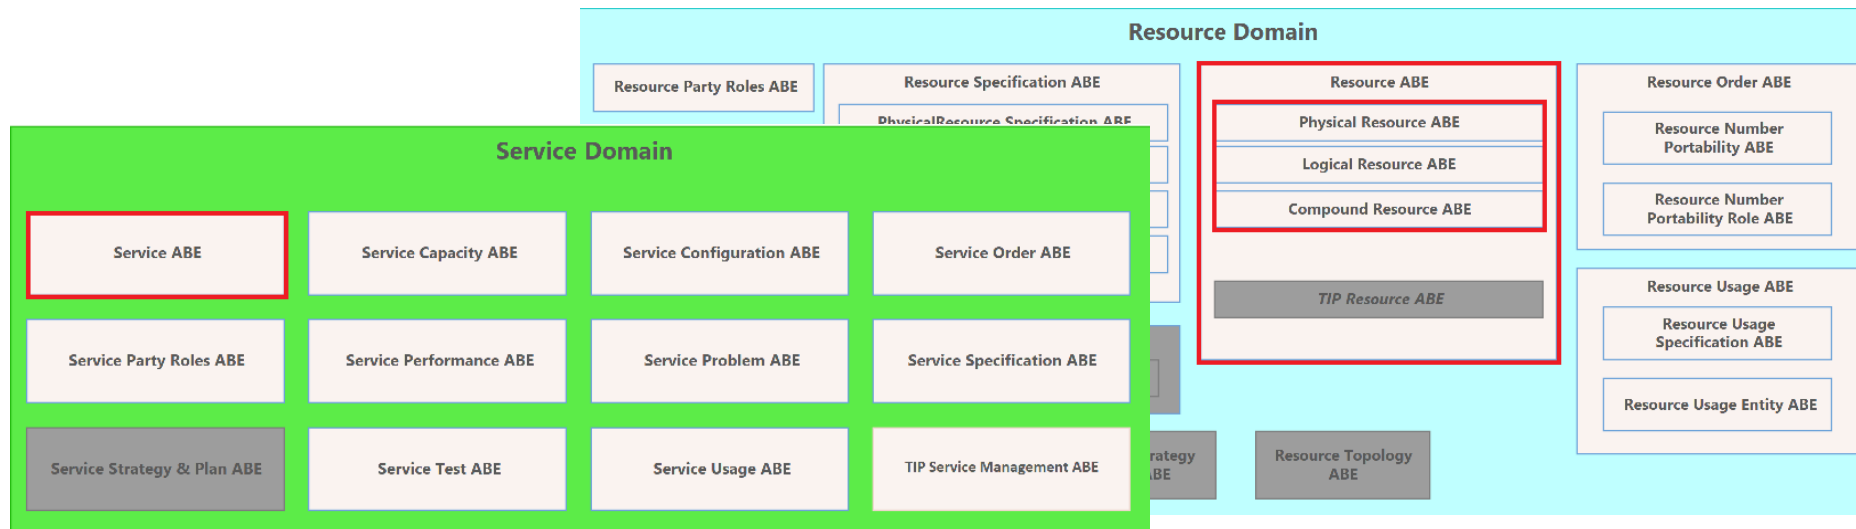 Resource Domain
Resource Party Roles ABE
Resource Specification ABE
PhysicalResource Specification ABE
Resource ABE
Physical Resource ABE
Logical Resource ABE
Compound Resource ABE
TIP Resource ABE
Resource Order ABE
Resource Number
Portability ABE
Resource Number
Portability Role ABE
Resource Usage ABE
Resource Usage
Specification ABE
Resource Usage Entity ABE
Resource Topology
ABE
Service Domain
Service ABE
Service Capacity ABE
Service Configuration ABE
Service Order ABE
Service Party Roles ABE
Service Performance ABE
Service Problem ABE
Service Specification ABE
Service Strategy & Plan ABE
Service Test ABE
Service Usage ABE
TIP Service Management ABE